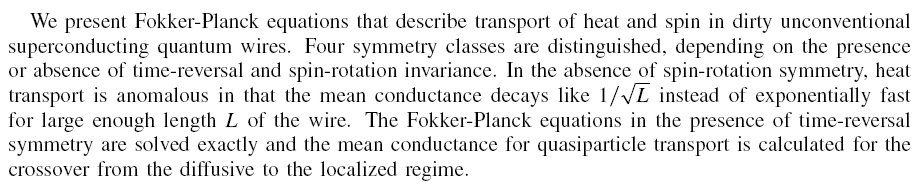 We present Fokker-Planck equations that describe transport of heat and spin in dirty unconventional
superconducting quantum wires. Four symmetry classes are distinguished, depending on the presence
or absence of time-reversal and spin-rotation invariance. In the absence of spin-rotation symmetry, heat
transport is anomalous in that the mean conductance decays like 1/√L instead of exponentially fast
for large enough length L of the wire. The Fokker-Planck equations in the presence of time-reversal
symmetry are solved exactly and the mean conductance for quasiparticle transport is calculated for the
crossover from the diffusive to the localized regime.